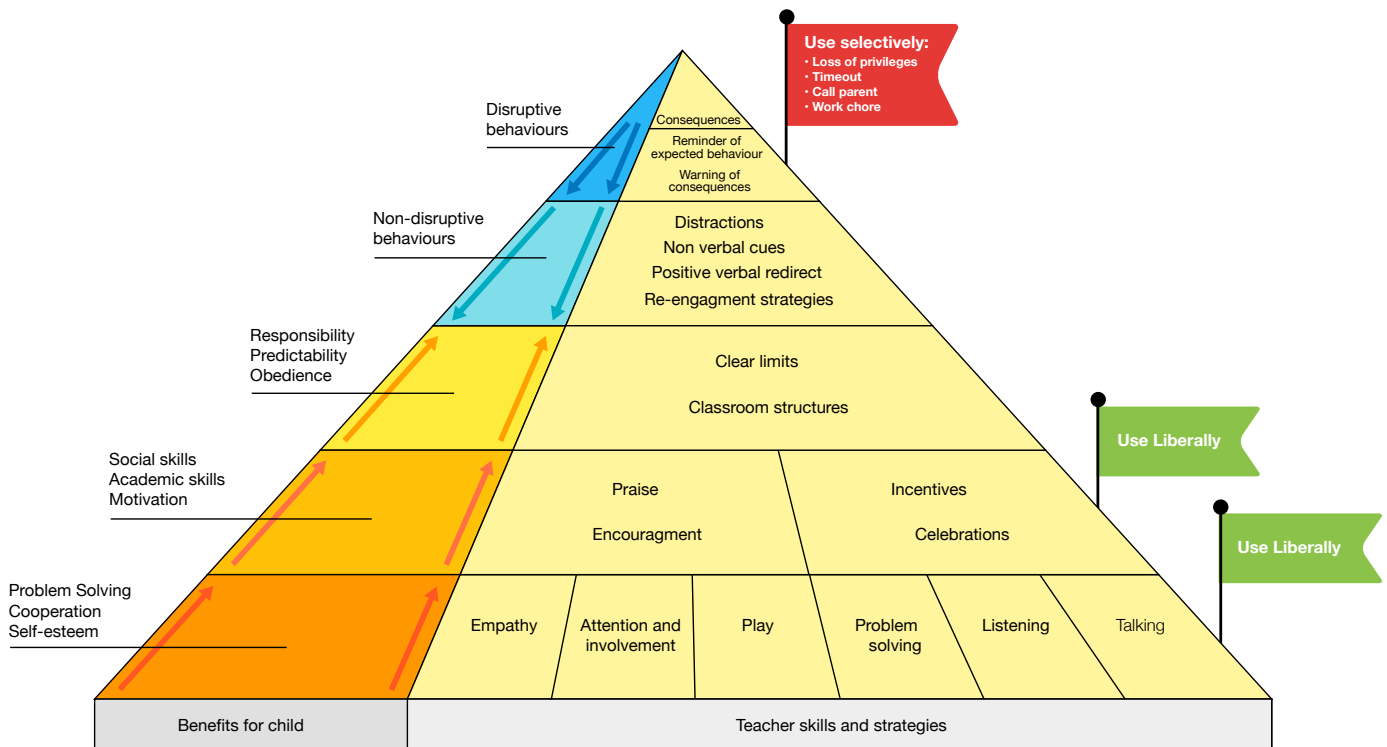 Use selectively:
· Loss of privileges
· Timeout
· Call parent
· Work chore
Disruptive
behaviours
Consequences
Reminder of
expected behaviour
Warning of
consequences
Non-disruptive
behaviours
Distractions
Non verbal cues
Positive verbal redirect
Re-engagment strategies
Responsibility
Predictability
Obedience
Clear limits
Classroom structures
Use Liberally
Social skills
Academic skills
Motivation
Praise
Encouragment
Incentives
Celebrations
Use Liberally
Problem Solving
Cooperation
Self-esteem
Empathy
Attention and
involvement
Play
Problem
solving
Listening
Talking
Benefits for child
Teacher skills and strategies